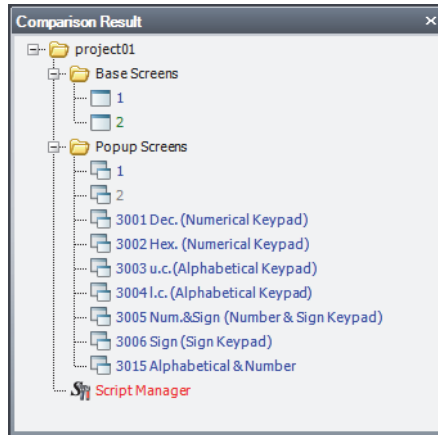 Comparison Result
project01
Base Screens
1
2
Popup Screens
1
2
3001 Dec. (Numerical Keypad)
3002 Hex. (Numerical Keypad)
3003 u.c.(Alphabetical Keypad)
3004 l.c. (Alphabetical Keypad)
3005 Num.&Sign (Number & Sign Keypad)
3006 Sign (Sign Keypad)
3015 Alphabetical & Number
Script Manager